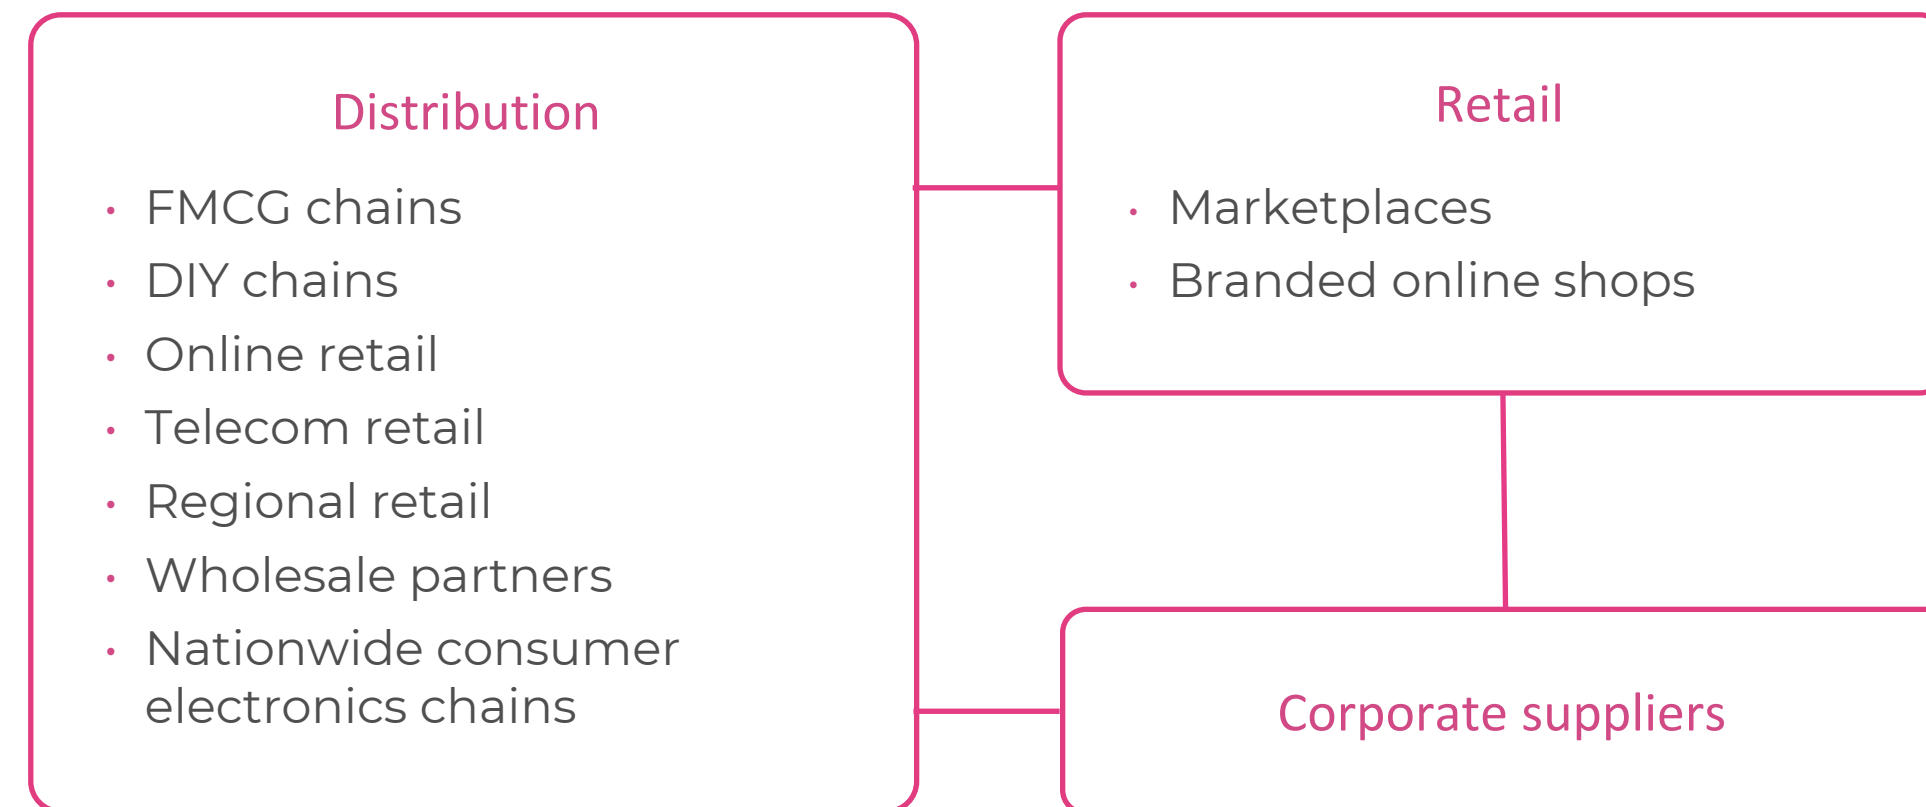 Distribution
· FMCG chains
· DIY chains
· Online retail
· Telecom retail
· Regional retail
· Wholesale partners
· Nationwide consumer
electronics chains
Retail
· Marketplaces
· Branded online shops
Corporate suppliers